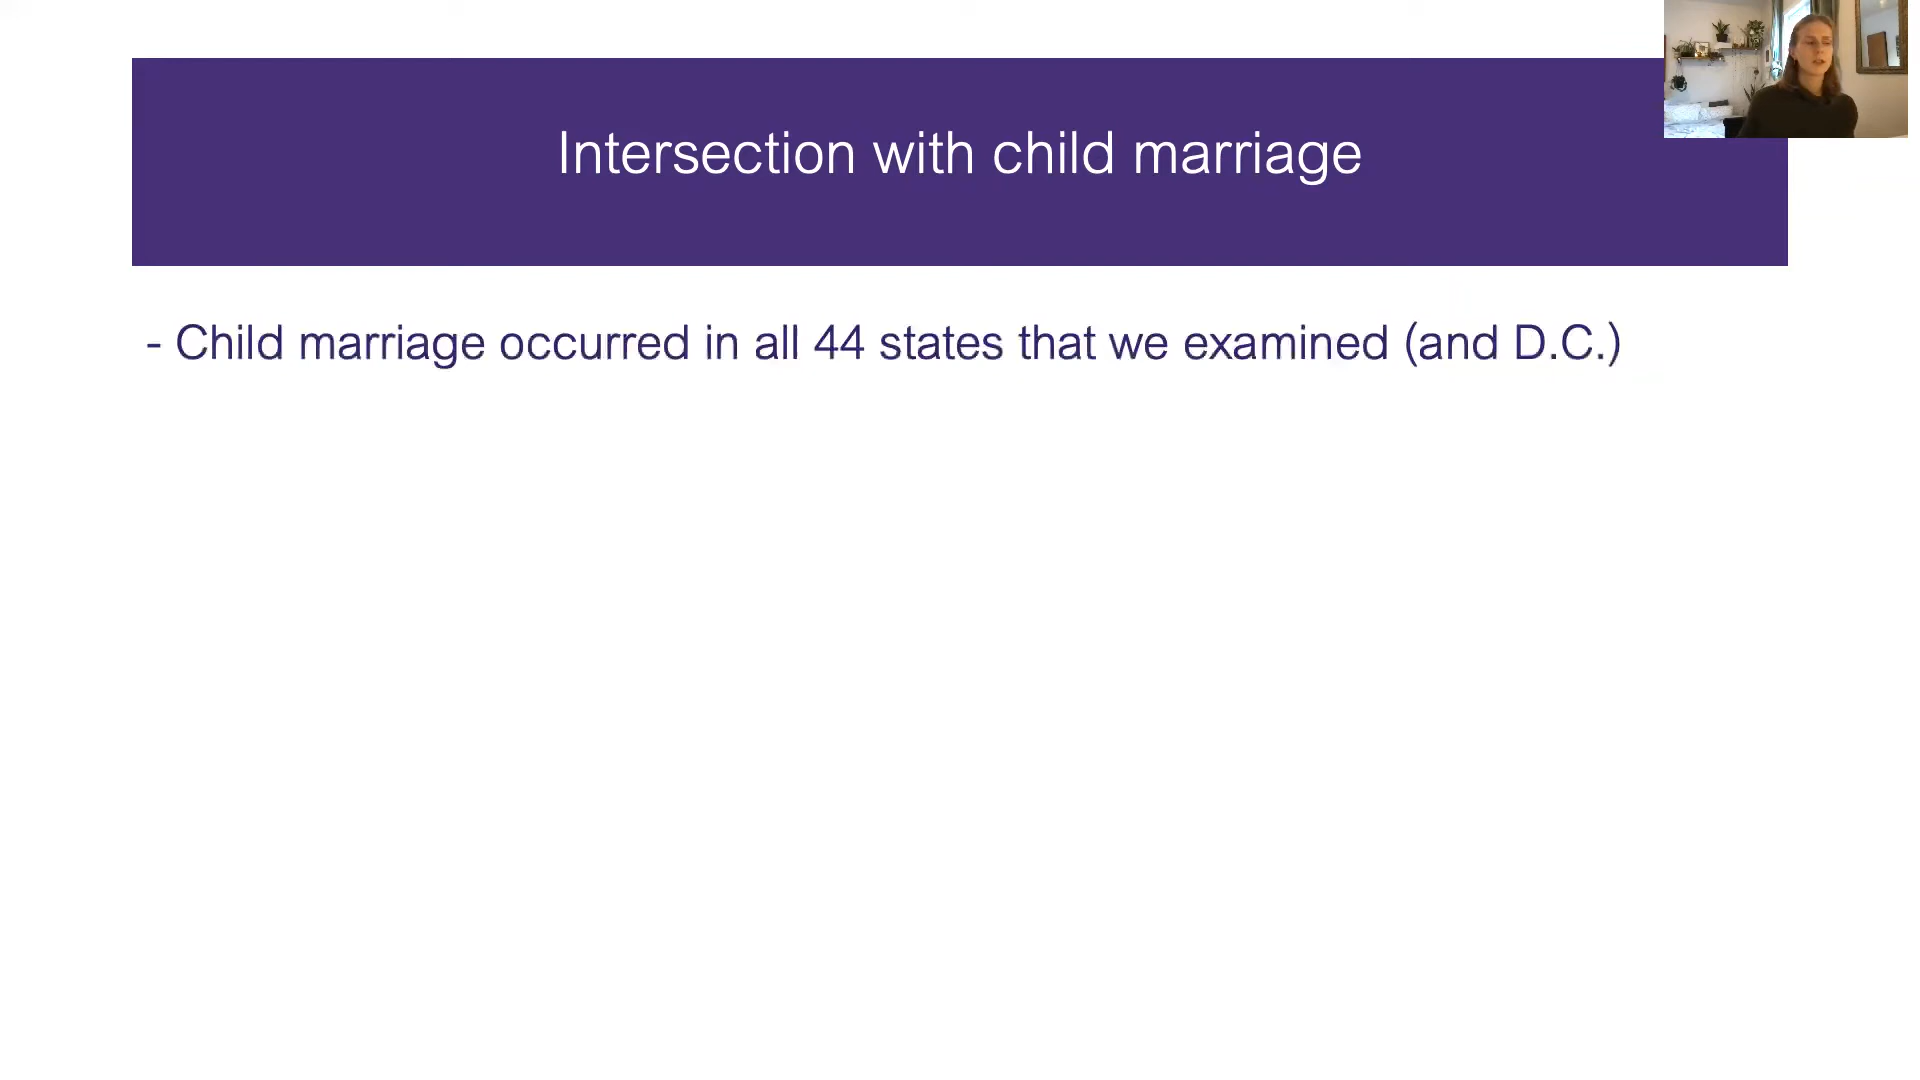 Intersection with child marriage
- Child marriage occurred in all 44 states that we examined (and D.C.)